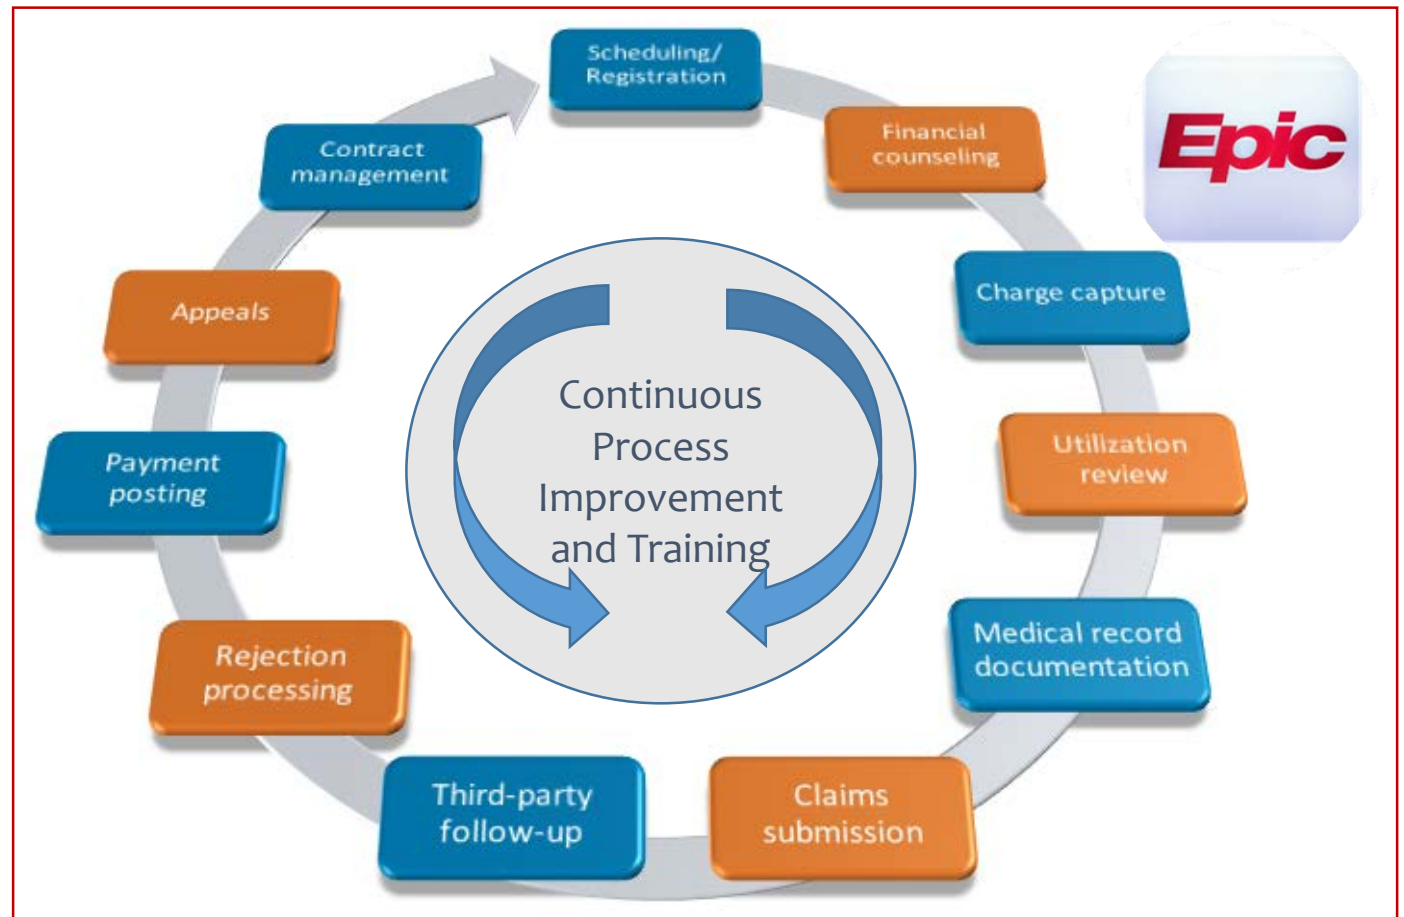 Scheduling/
Registration
Financial
counseling
Epic
Contract
management
Charge capture
Appeals
Continuous
Process
Improvement
and Training
Utilization
review
Payment
posting
Medical record
documentation
Rejection
processing
Third-party
follow-up
Claims
submission